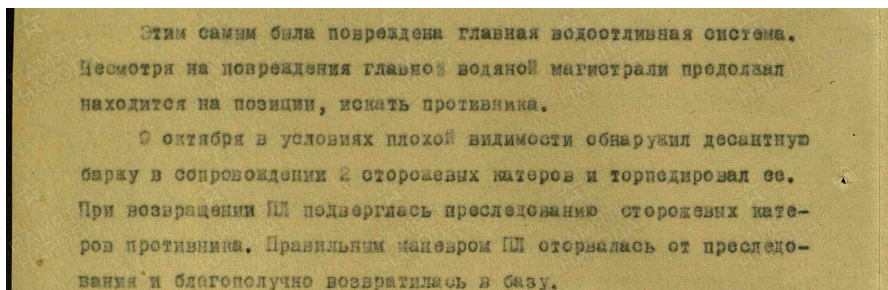 Этим самым была повреждена главная водоотливная система.
Несмотря на повреждения главной водяной магистрали продолжал
находится на позиции, искать противника.
9 октября в условиях плохой видимости обнаружил десантную
баржу в сопровождении 2 сторожевых катеров и торпедировал ее.
При возвращении ПЛ подверглась преследованию сторожевых кате-
ров противника. Правильным маневром ПЛ оторвалась от преследо-
вания и благополучно возвратилась в базу.